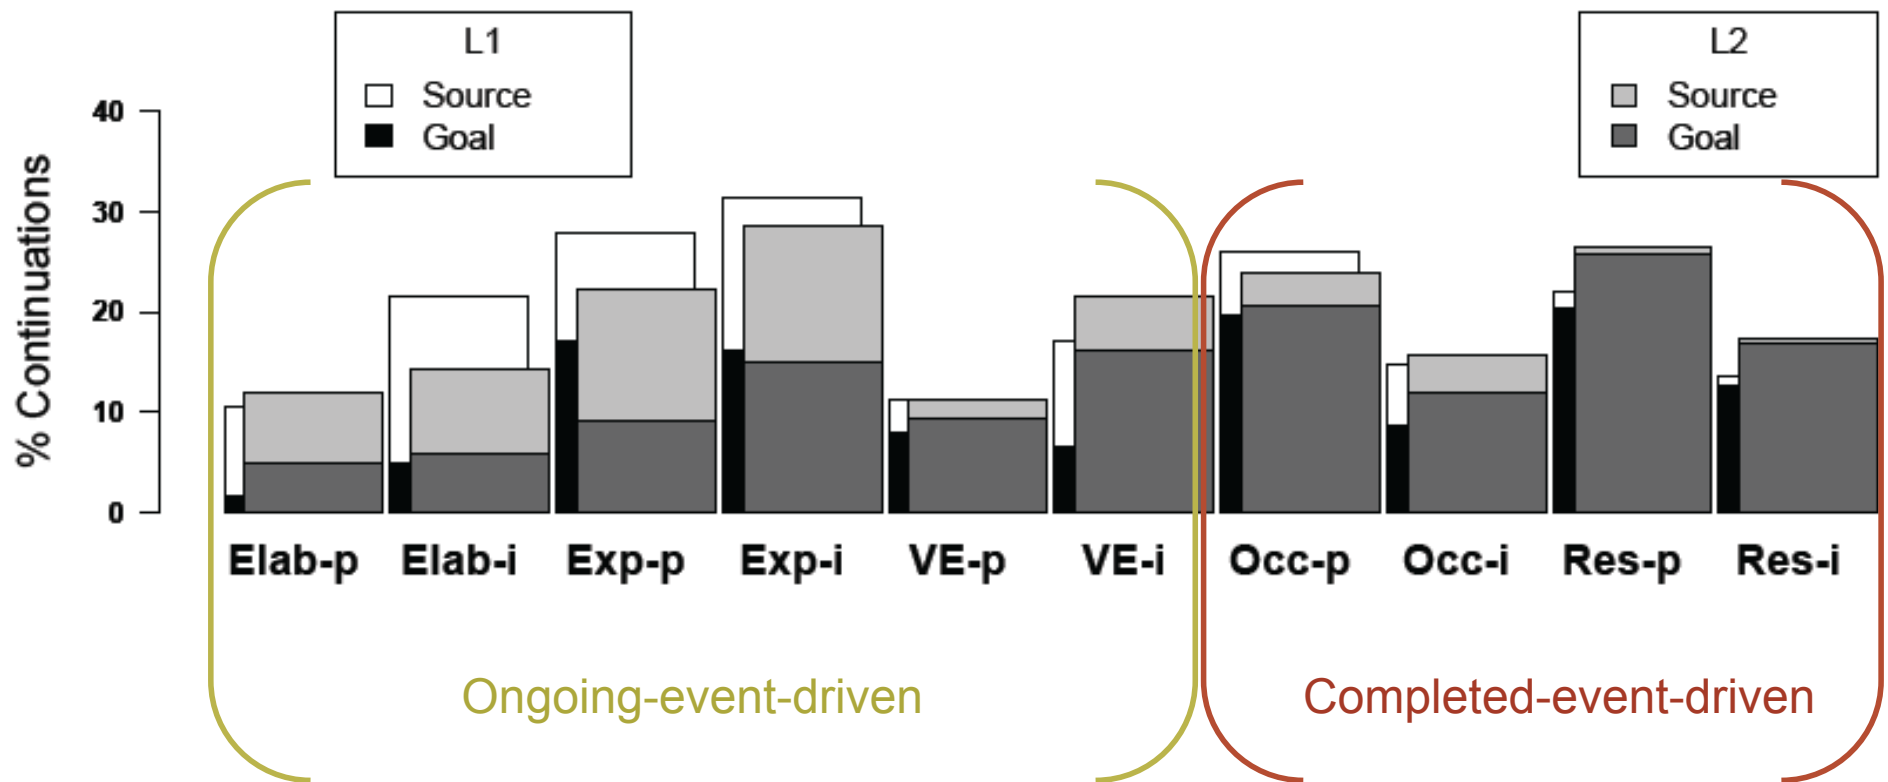 L1
Source
Goal
L2
Source
Goal
% Continuations
40
30
20
10
0
Elab-p Elab-i Exp-p Exp-i VE-p VE-i Occ-p Occ-i Res-p Res-i
Ongoing-event-driven Completed-event-driven